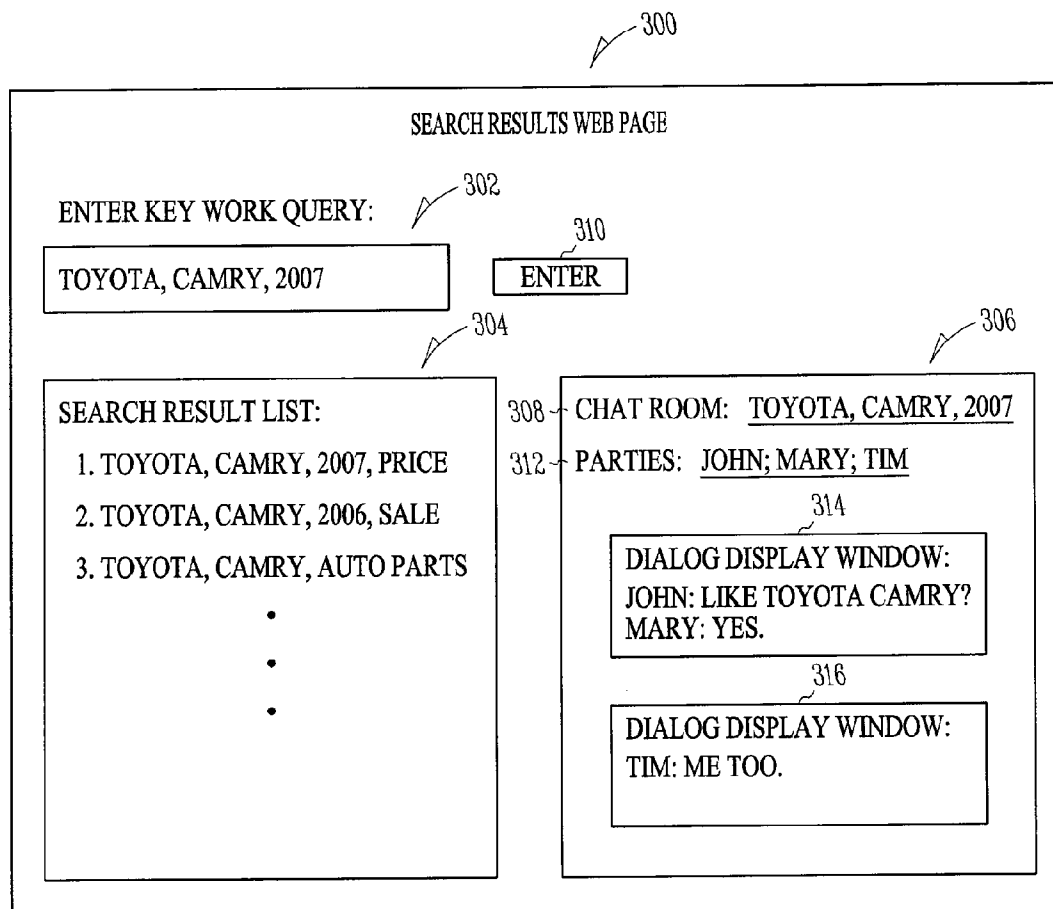 300
SEARCH RESULTS WEB PAGE
302
ENTER KEY WORK QUERY:
310
TOYOTA, CAMRY, 2007
ENTER
304
306
SEARCH RESULT LIST:
1. TOYOTA, CAMRY, 2007, PRICE
2. TOYOTA, CAMRY, 2006, SALE
3. TOYOTA, CAMRY, AUTO PARTS
308 CHAT ROOM: TOYOTA, CAMRY, 2007
312 PARTIES: JOHN; MARY; TIM
314
DIALOG DISPLAY WINDOW:
JOHN: LIKE TOYOTA CAMRY?
MARY: YES.
316
DIALOG DISPLAY WINDOW:
TIM: ME TOO.